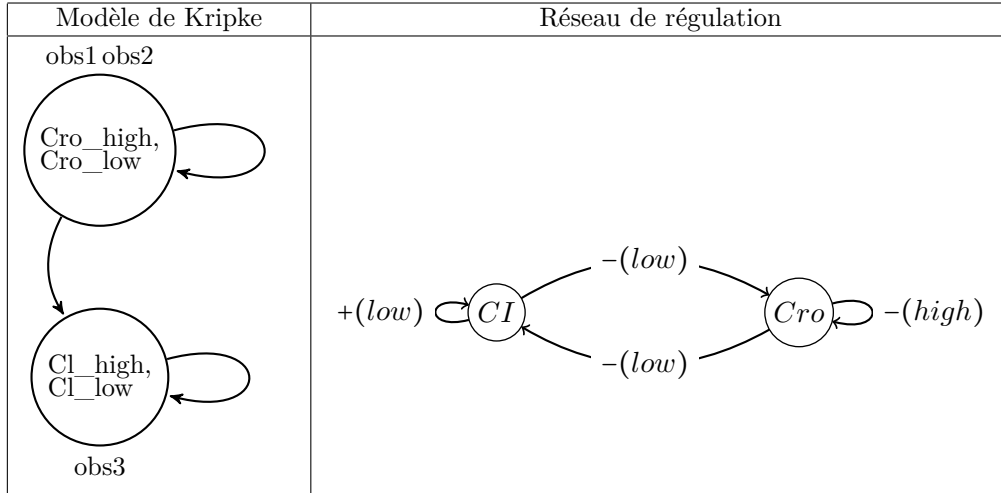 Modèle de Kripke
Réseau de régulation
obs1 obs2
Cro_high,
Cro_low
Cl_high,
Cl_low
obs3
–(low)
+(low)
CI
Cro
–(high)
–(low)